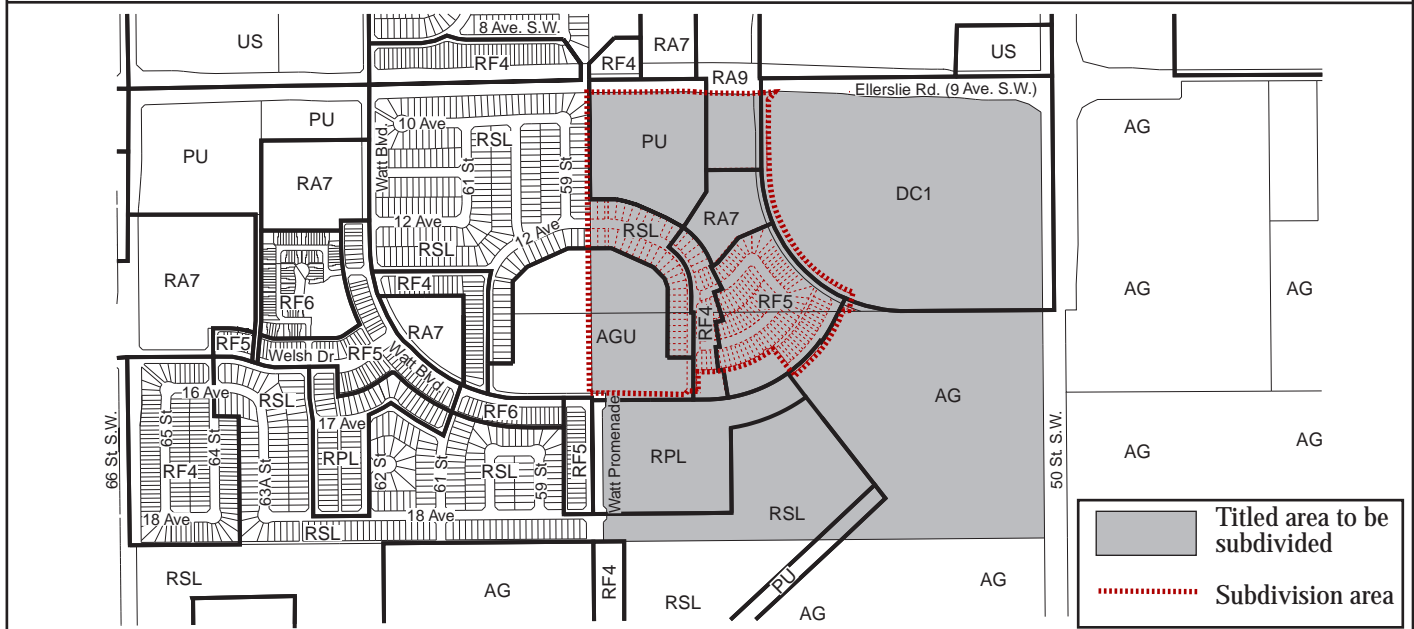 8 Ave. S.W.
US
RF4
RF4
RA7
US
RA9
Ellerslie Rd. (9 Ave. S.W.)
PU
PU
10 Ave
RSL
Watt Blvd.
61 St
59 St
PU
AG
RA7
DC1
12 Ave
RSL
12 Ave
RSL
RA7
RA7
RF4
AG
AG
RF6
RF5
RF4
RA7
AGU
RF5
Welsh Dr
RF5
Watt Blvd
16 Ave
RSL
AG
RF6
17 Ave
Watt Promenade
65 St
64 St
RF4
63A St
RPL
62 St
61 St
RSL
59 St
RF5
RPL
66 St S.W.
50 St S.W.
AG
AG
18 Ave
RSL
18 Ave
RSL
RSL
AG
RF4
RSL
PU
AG
AG
Titled area to be
subdivided
Subdivision area